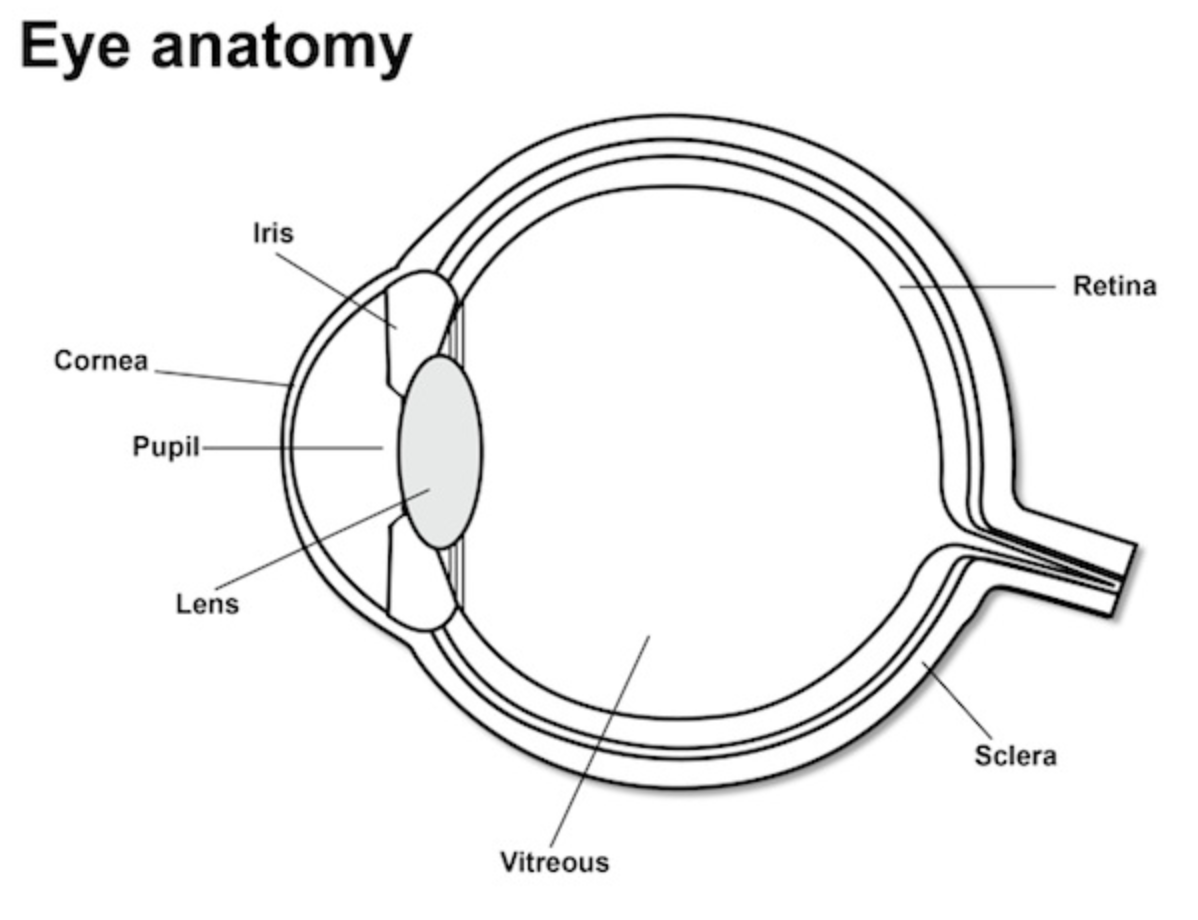 Eye anatomy
Iris
Retina
Cornea
Pupil
Lens
Sclera
Vitreous